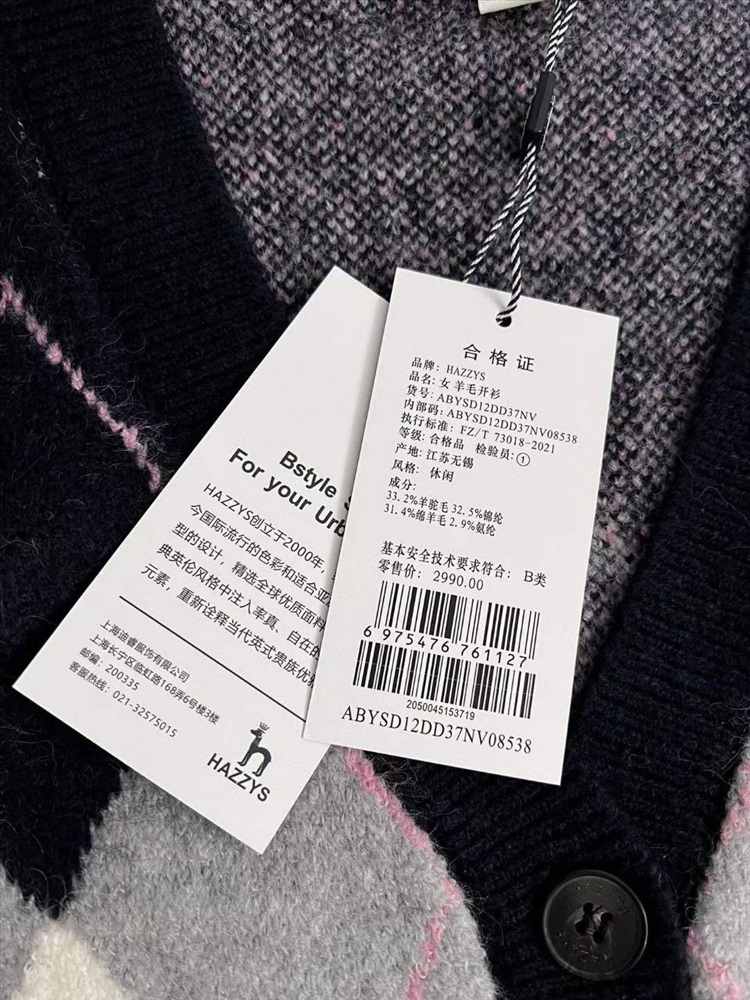 合格证
品牌: HAZZYS
品名: 女 羊毛开衫
货号: ABYSD12DD37NV
内部码: ABYSD12DD37NV08538
执行标准: FZ/T 73018-2021
等级: 合格品 检验员: ①
产地: 江苏无锡
风格: 休闲
成分:
33.2%羊驼毛 32.5%锦纶
31.4%绵羊毛 2.9%氨纶
基本安全技术要求符合: B类
零售价: 2990.00
6 975476 761127
2050045153719
ABYSD12DD37NV08538
Bstyle
For your Urb
HAZZYS创立于2000年，
今国际流行的色彩和适合亚
型的设计，精选全球优质面料
典英伦风格中注入率真、自在的
元素，重新诠释当代英式贵族优
上海迪睿服饰有限公司
上海长宁区临虹路168弄6号楼3楼
邮编: 200335
客服热线: 021-32575015
HAZZYS